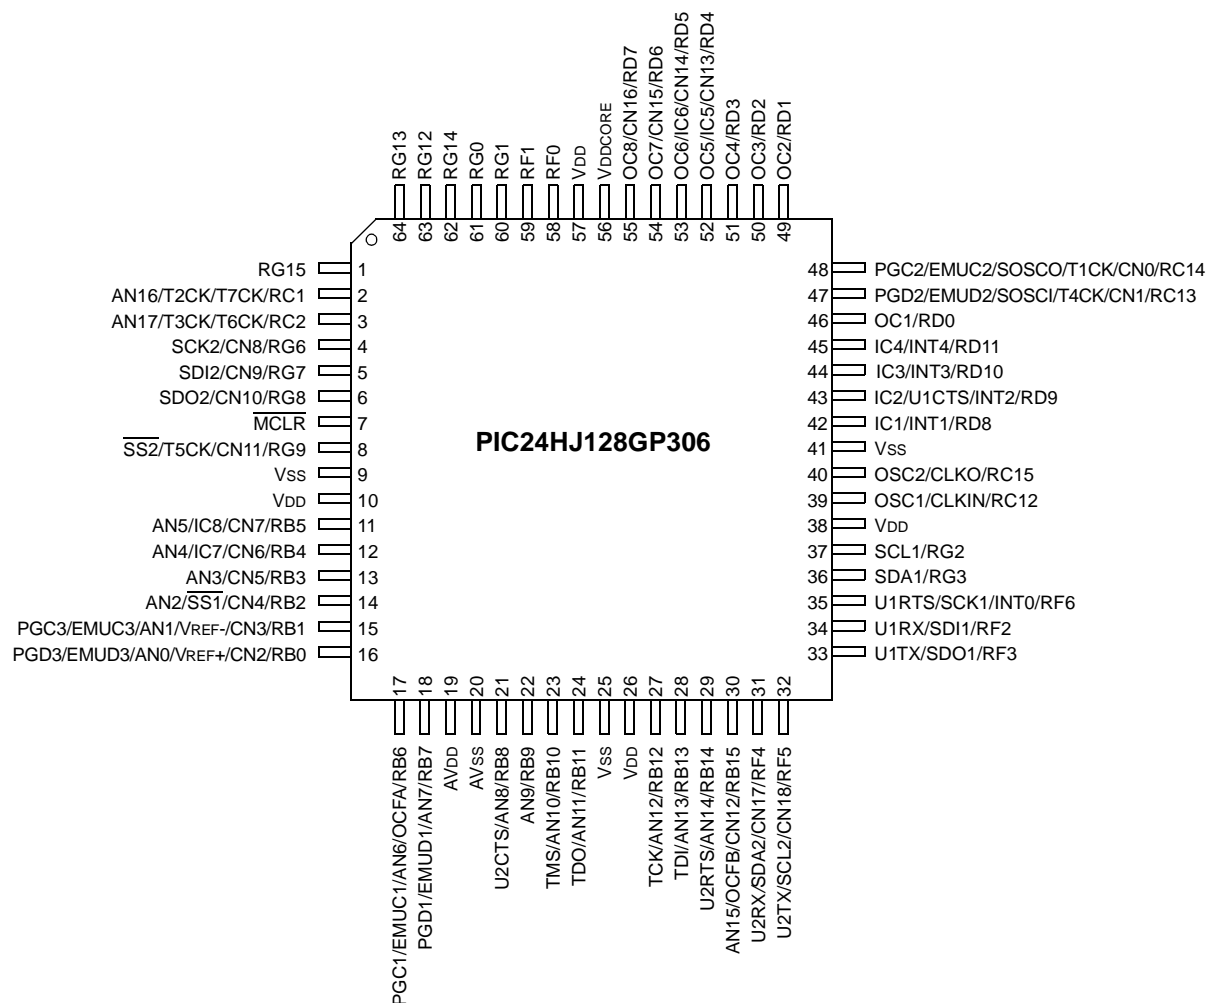 RG13
RG12
RG14
RG0
RG1
RF1
RF0
VDD
VDDCORE
OC8/CN16/RD7
OC7/CN15/RD6
OC6/IC6/CN14/RD5
OC5/IC5/CN13/RD4
OC4/RD3
OC3/RD2
OC2/RD1
64
63
62
61
60
59
58
57
56
55
54
53
52
51
50
49
RG15 1
AN16/T2CK/T7CK/RC1 2
AN17/T3CK/T6CK/RC2 3
SCK2/CN8/RG6 4
SDI2/CN9/RG7 5
SDO2/CN10/RG8 6
MCLR 7
SS2/T5CK/CN11/RG9 8
VSS 9
VDD 10
AN5/IC8/CN7/RB5 11
AN4/IC7/CN6/RB4 12
AN3/CN5/RB3 13
AN2/SS1/CN4/RB2 14
PGC3/EMUC3/AN1/VREF-/CN3/RB1 15
PGD3/EMUD3/AN0/VREF+/CN2/RB0 16
PIC24HJ128GP306
48 PGC2/EMUC2/SOSCO/T1CK/CN0/RC14
47 PGD2/EMUD2/SOSCI/T4CK/CN1/RC13
46 OC1/RD0
45 IC4/INT4/RD11
44 IC3/INT3/RD10
43 IC2/U1CTS/INT2/RD9
42 IC1/INT1/RD8
41 VSS
40 OSC2/CLKO/RC15
39 OSC1/CLKIN/RC12
38 VDD
37 SCL1/RG2
36 SDA1/RG3
35 U1RTS/SCK1/INT0/RF6
34 U1RX/SDI1/RF2
33 U1TX/SDO1/RF3
17
18
19
20
21
22
23
24
25
26
27
28
29
30
31
32
PGC1/EMUC1/AN6/OCFA/RB6
PGD1/EMUD1/AN7/RB7
AVDD
AVSS
U2CTS/AN8/RB8
AN9/RB9
TMS/AN10/RB10
TDO/AN11/RB11
VSS
VDD
TCK/AN12/RB12
TDI/AN13/RB13
U2RTS/AN14/RB14
AN15/OCFB/CN12/RB15
U2RX/SDA2/CN17/RF4
U2TX/SCL2/CN18/RF5